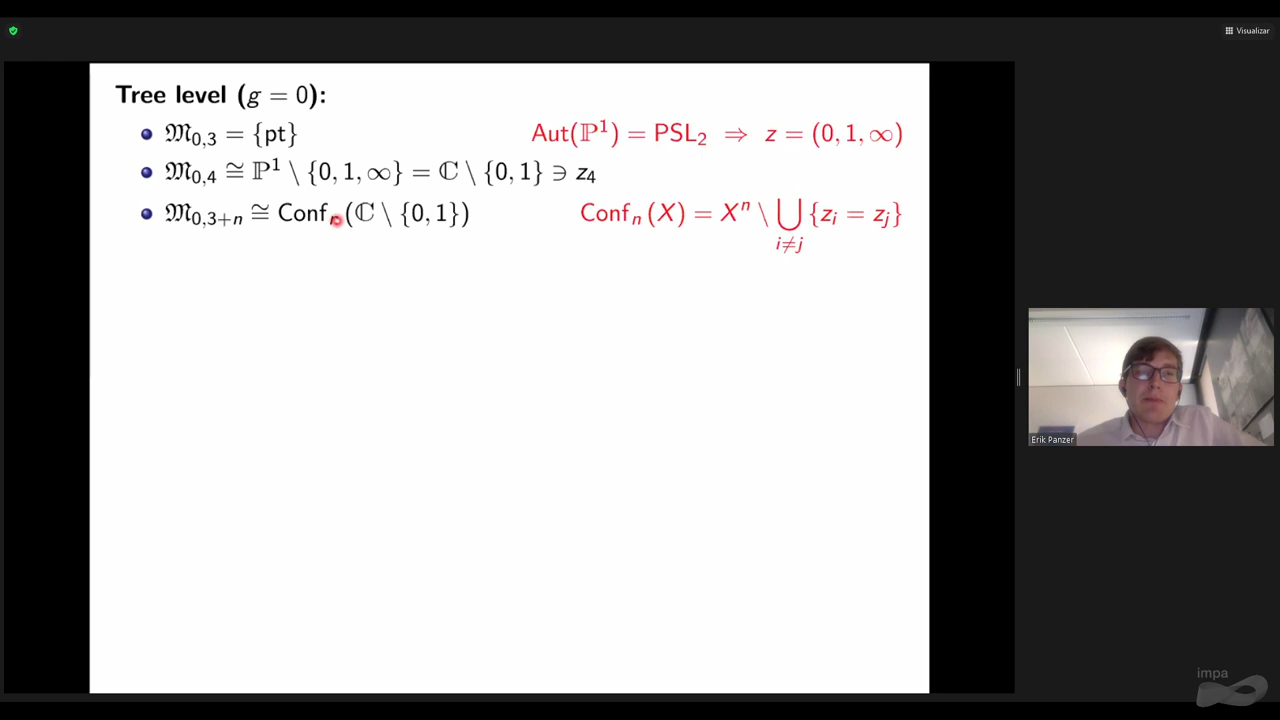 Visualizar
Tree level (g = 0):
𝔐₀,₃ = {pt} Aut(ℙ¹) = PSL₂ ⇒ z = (0, 1, ∞)
𝔐₀,₄ ≅ ℙ¹ \ {0, 1, ∞} = ℂ \ {0, 1} ∋ z₄
𝔐₀,₃₊ₙ ≅ Confₙ(ℂ \ {0, 1}) Confₙ(X) = Xⁿ \ ⋃_{i≠j} {zᵢ = zⱼ}
Erik Panzer
impa